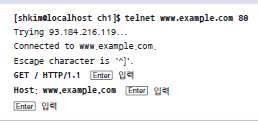 [shkim@localhost ch1]$ telnet www.example.com 80
Trying 93.184.216.119...
Connected to www.example.com.
Escape character is '^]'.
GET / HTTP/1.1 Enter 입력
Host: www.example.com Enter 입력
Enter 입력